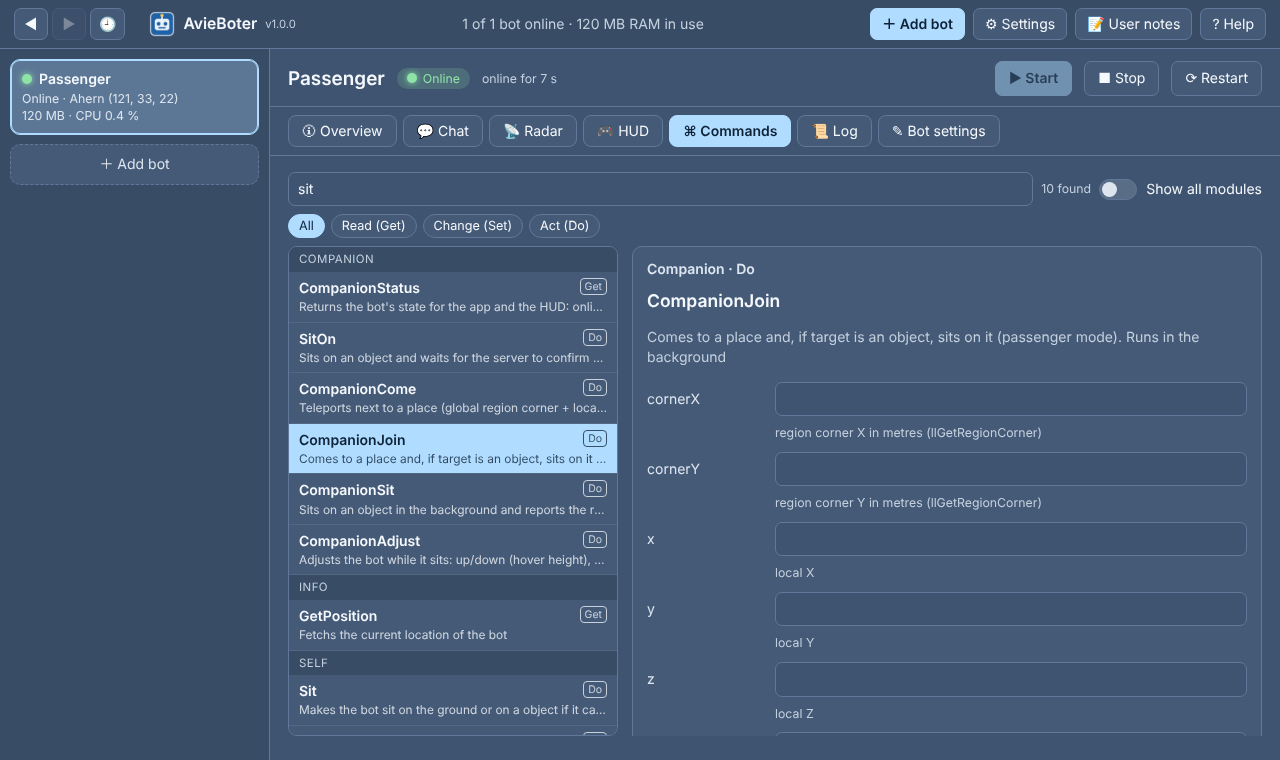 AvieBoter v1.0.0
1 of 1 bot online · 120 MB RAM in use
+ Add bot
Settings
User notes
? Help
Passenger
Online · Ahern (121, 33, 22)
120 MB · CPU 0.4 %
+ Add bot
Passenger
Online
online for 7 s
Start
Stop
Restart
Overview
Chat
Radar
HUD
⌘ Commands
Log
Bot settings
sit
10 found
Show all modules
All
Read (Get)
Change (Set)
Act (Do)
COMPANION
CompanionStatus
Get
Returns the bot's state for the app and the HUD: onli...
SitOn
Do
Sits on an object and waits for the server to confirm ...
CompanionCome
Do
Teleports next to a place (global region corner + loca...
CompanionJoin
Do
Comes to a place and, if target is an object, sits on it ...
CompanionSit
Do
Sits on an object in the background and reports the r...
CompanionAdjust
Do
Adjusts the bot while it sits: up/down (hover height), ...
INFO
GetPosition
Get
Fetchs the current location of the bot
SELF
Sit
Do
Makes the bot sit on the ground or on a object if it ca...
Companion · Do
CompanionJoin
Comes to a place and, if target is an object, sits on it (passenger mode). Runs in the
background
cornerX
region corner X in metres (llGetRegionCorner)
cornerY
region corner Y in metres (llGetRegionCorner)
x
local X
y
local Y
z
local Z